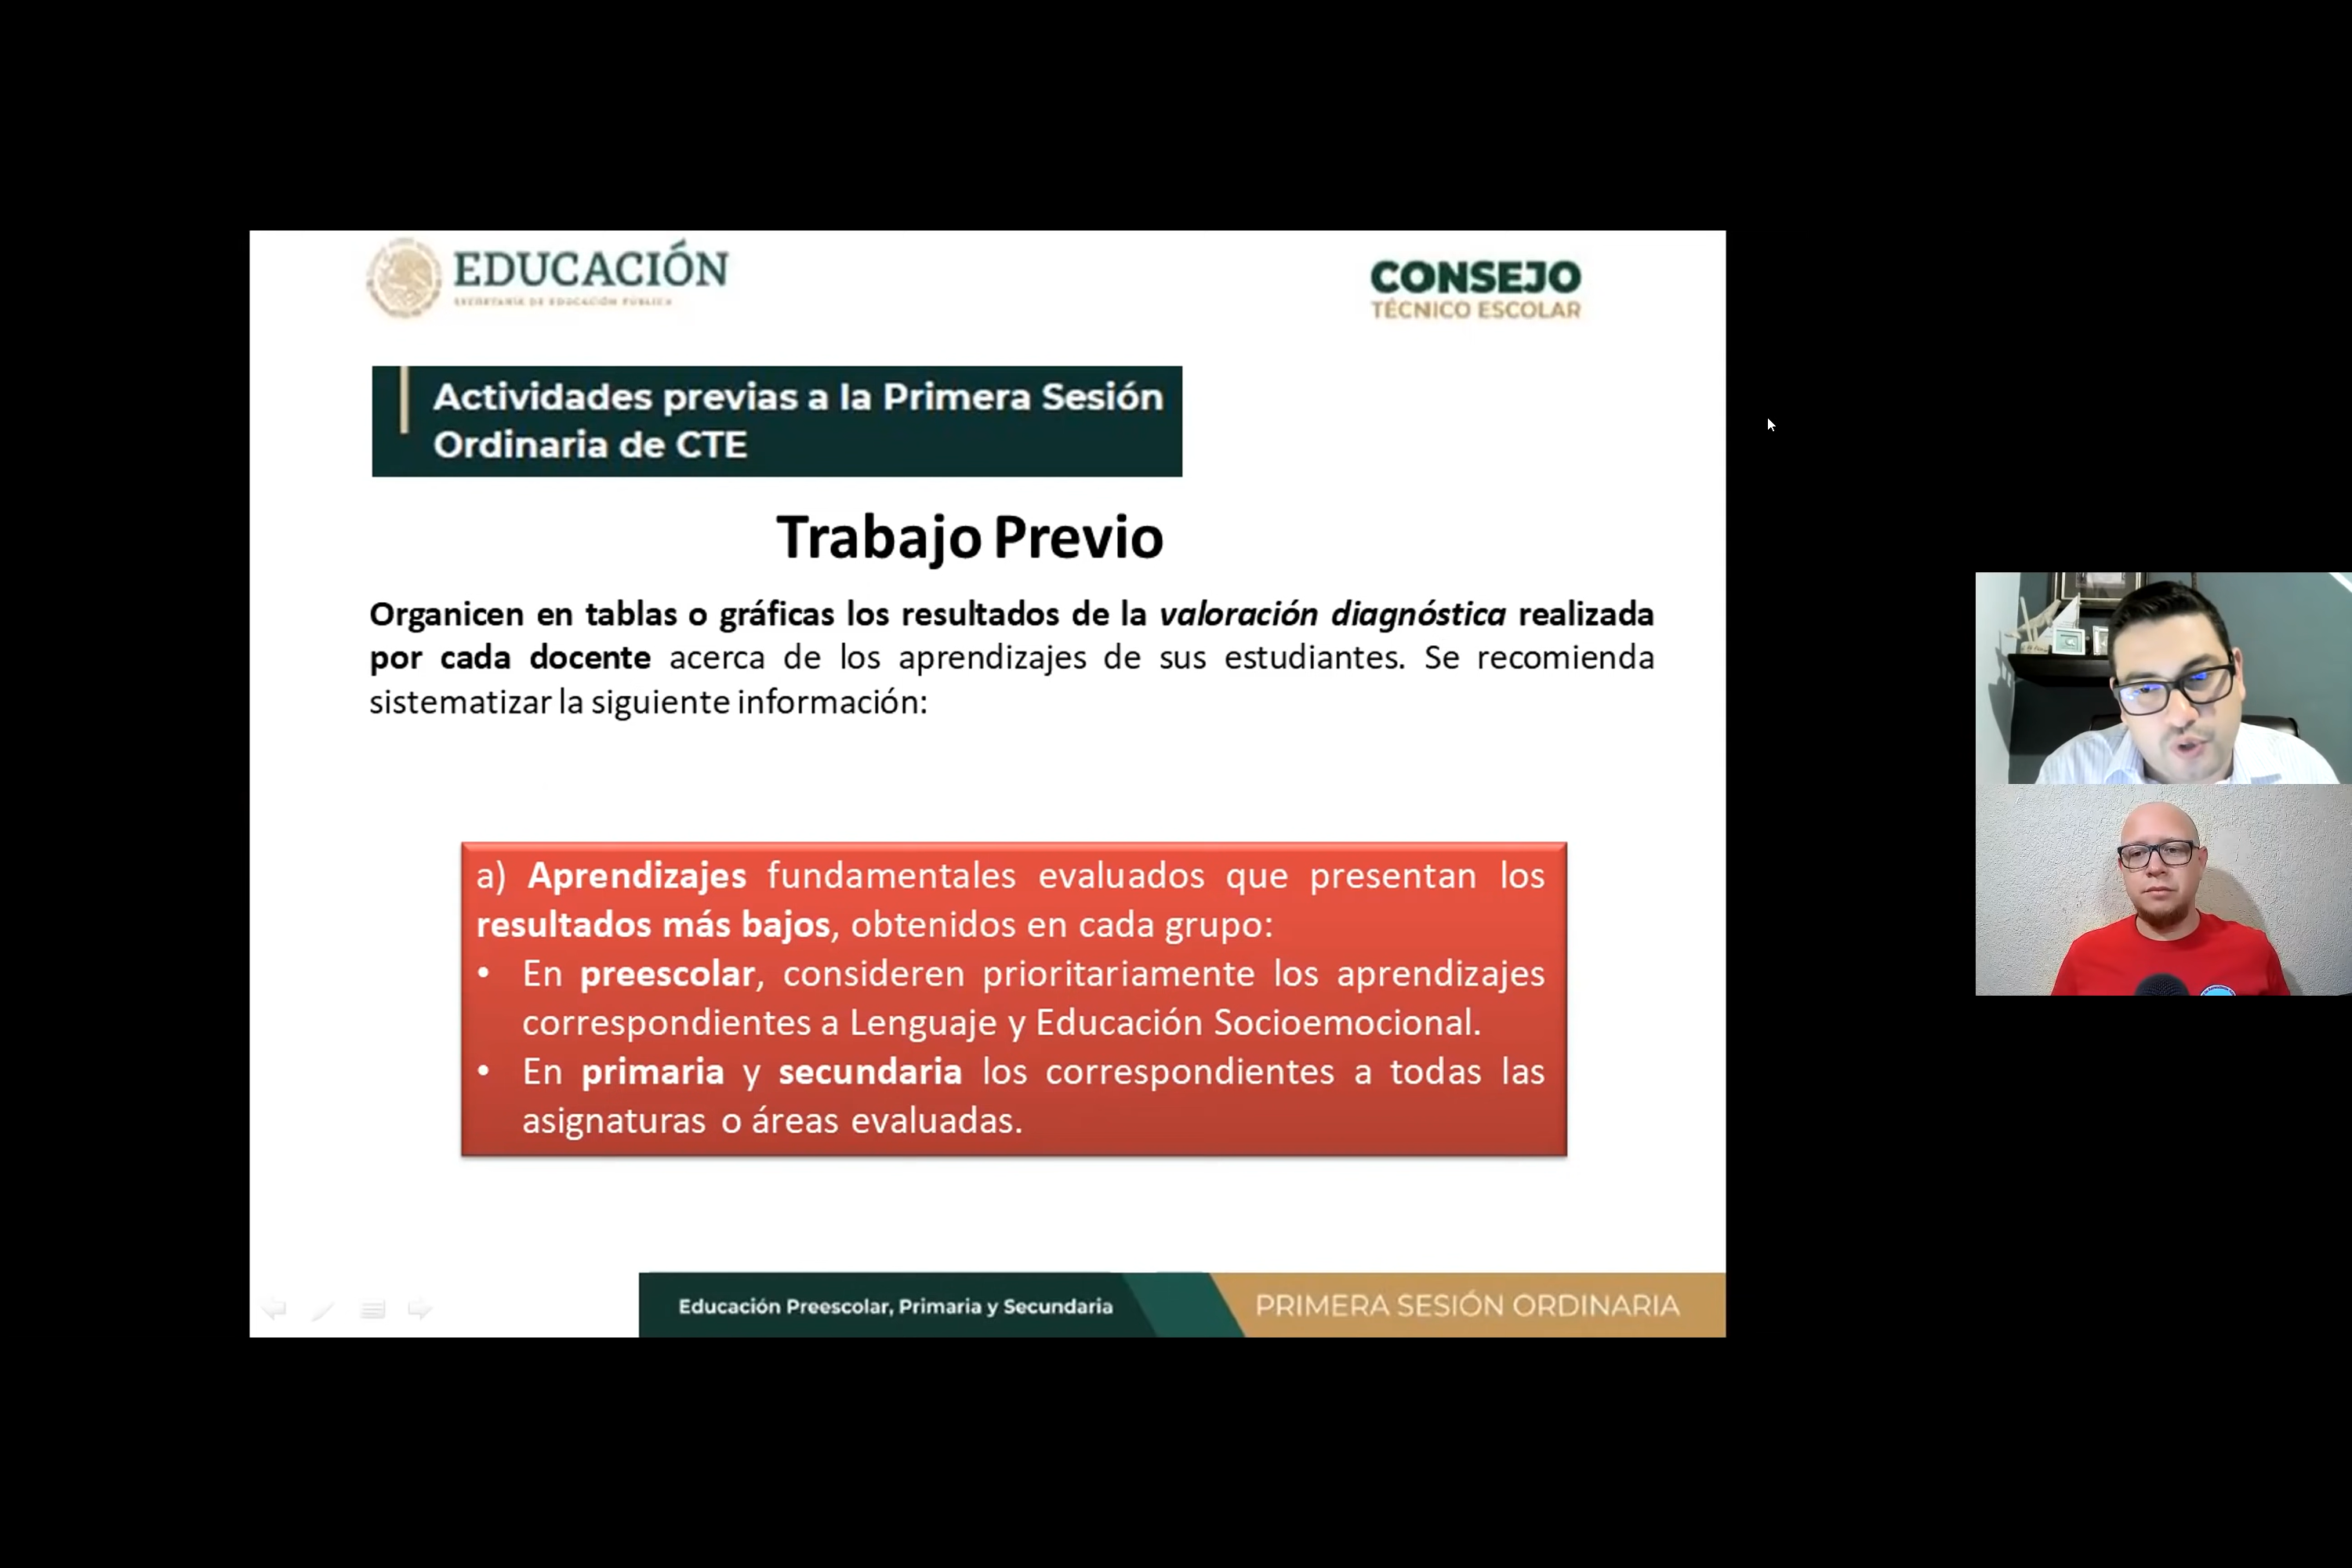 EDUCACIÓN
SECRETARÍA DE EDUCACIÓN PÚBLICA
CONSEJO
TÉCNICO ESCOLAR
Actividades previas a la Primera Sesión
Ordinaria de CTE
Trabajo Previo
Organicen en tablas o gráficas los resultados de la valoración diagnóstica realizada
por cada docente acerca de los aprendizajes de sus estudiantes. Se recomienda
sistematizar la siguiente información:
a) Aprendizajes fundamentales evaluados que presentan los
resultados más bajos, obtenidos en cada grupo:
• En preescolar, consideren prioritariamente los aprendizajes
correspondientes a Lenguaje y Educación Socioemocional.
• En primaria y secundaria los correspondientes a todas las
asignaturas o áreas evaluadas.
Educación Preescolar, Primaria y Secundaria
PRIMERA SESIÓN ORDINARIA